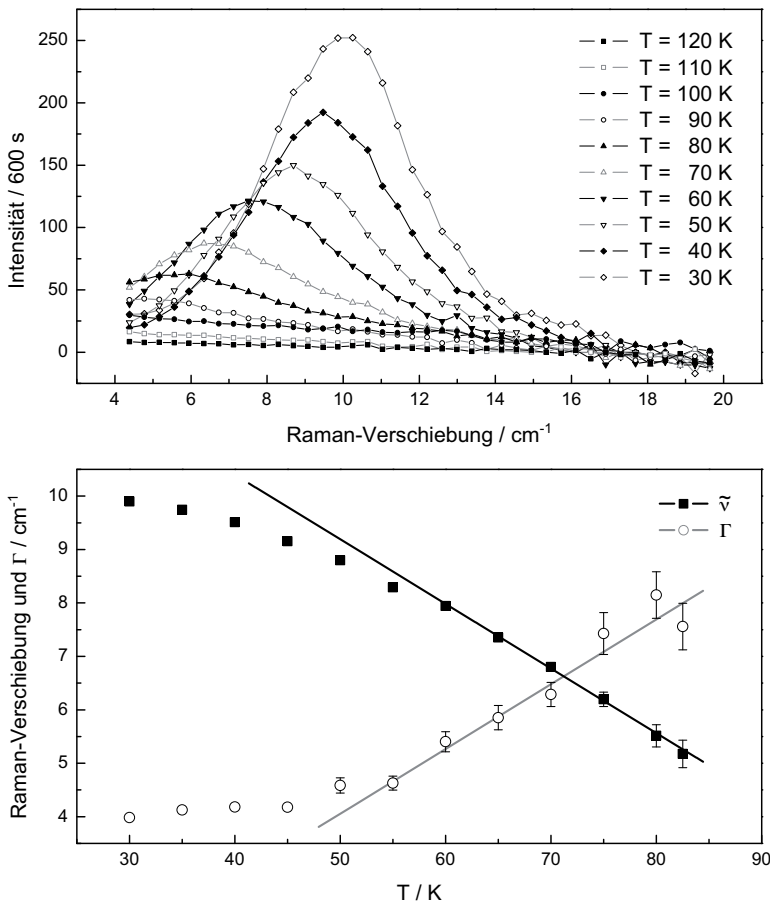 250
200
150
100
50
0
Intensität / 600 s
T = 120 K
T = 110 K
T = 100 K
T = 90 K
T = 80 K
T = 70 K
T = 60 K
T = 50 K
T = 40 K
T = 30 K
4 6 8 10 12 14 16 18 20
Raman-Verschiebung / cm⁻¹
10
9
8
7
6
5
4
Raman-Verschiebung und Γ / cm⁻¹
ν̃
Γ
30 40 50 60 70 80 90
T / K